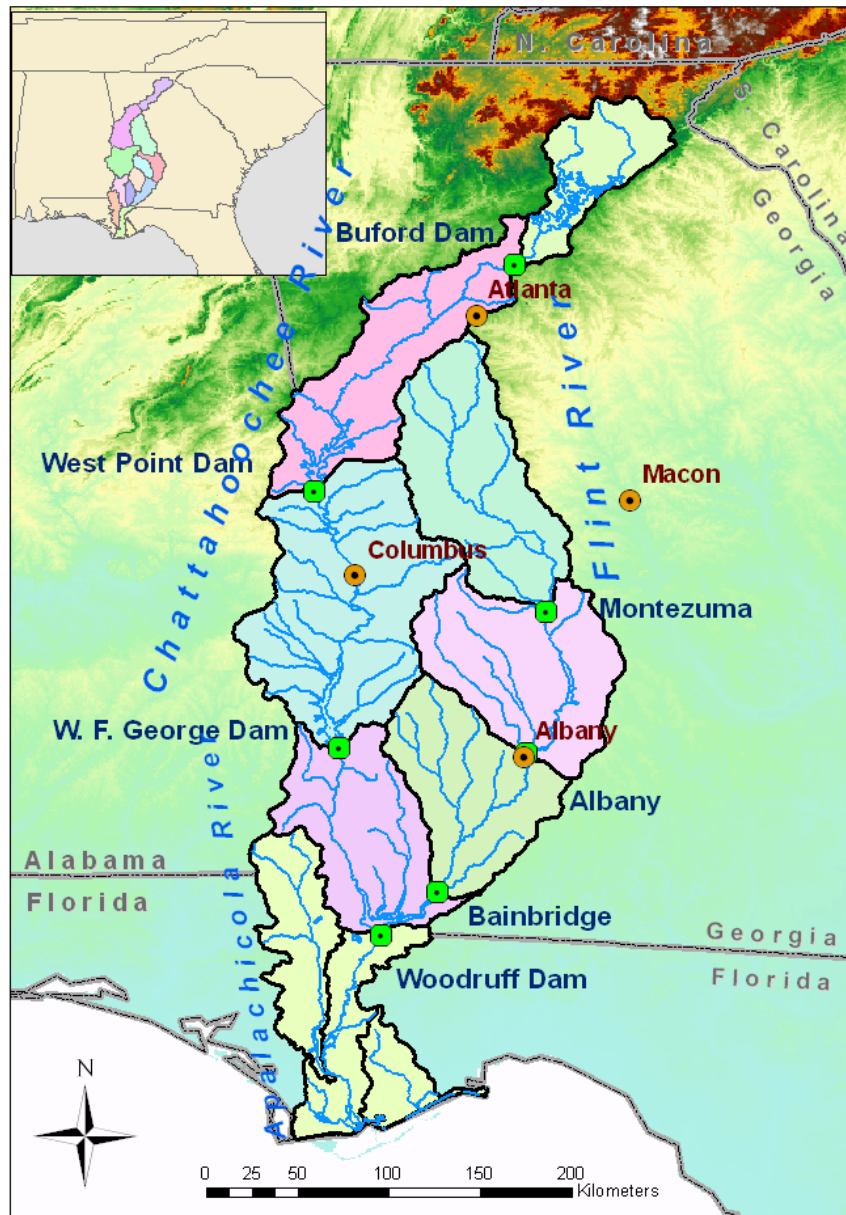 N. Carolina
S. Carolina
Georgia
Chattahoochee River
Buford Dam
Atlanta
Flint River
West Point Dam
Macon
Columbus
Montezuma
W. F. George Dam
Albany
Albany
Apalachicola River
Alabama
Florida
Bainbridge
Georgia
Florida
Woodruff Dam
N
0 25 50 100 150 200
Kilometers